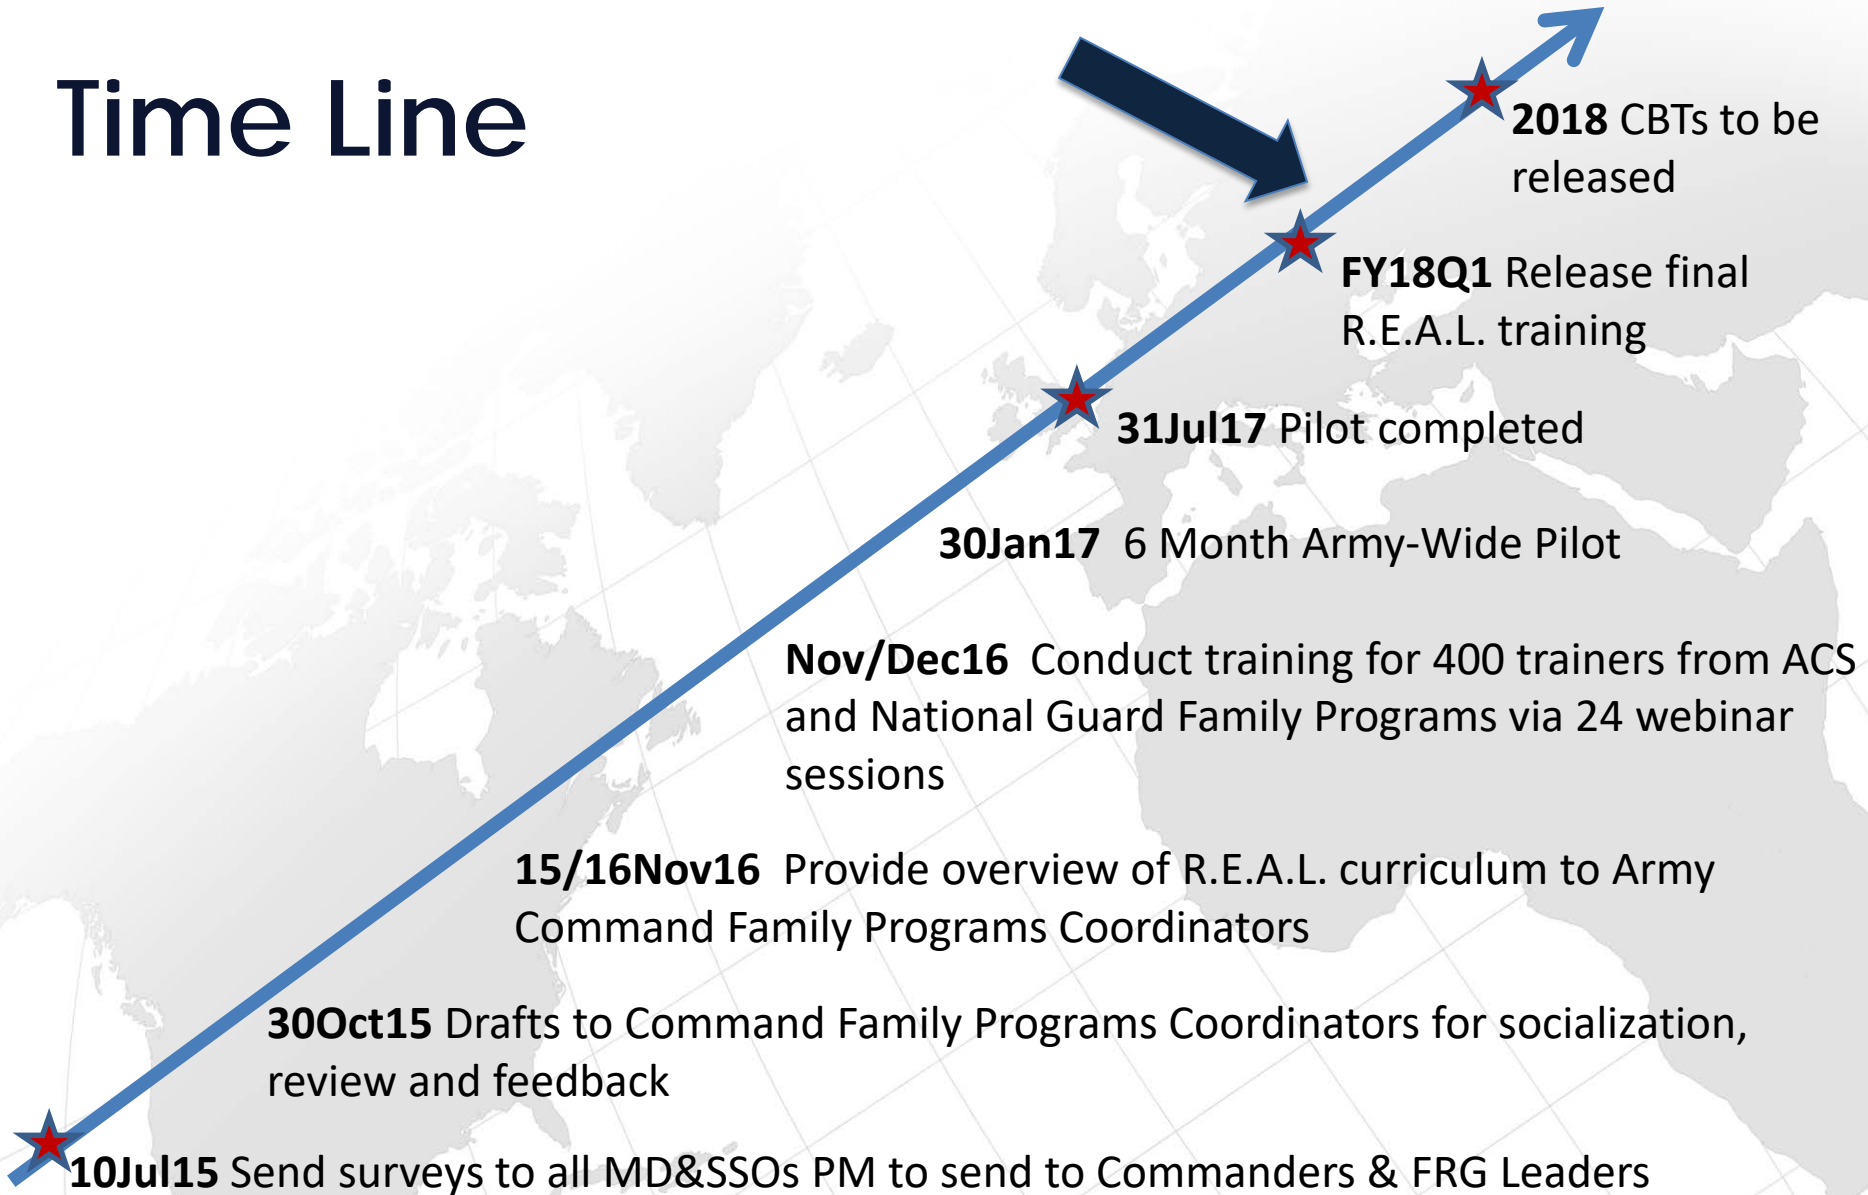 Time Line
2018 CBTs to be
released
FY18Q1 Release final
R.E.A.L. training
31Jul17 Pilot completed
30Jan17  6 Month Army-Wide Pilot
Nov/Dec16  Conduct training for 400 trainers from ACS
and National Guard Family Programs via 24 webinar
sessions
15/16Nov16  Provide overview of R.E.A.L. curriculum to Army
Command Family Programs Coordinators
30Oct15 Drafts to Command Family Programs Coordinators for socialization,
review and feedback
10Jul15 Send surveys to all MD&SSOs PM to send to Commanders & FRG Leaders